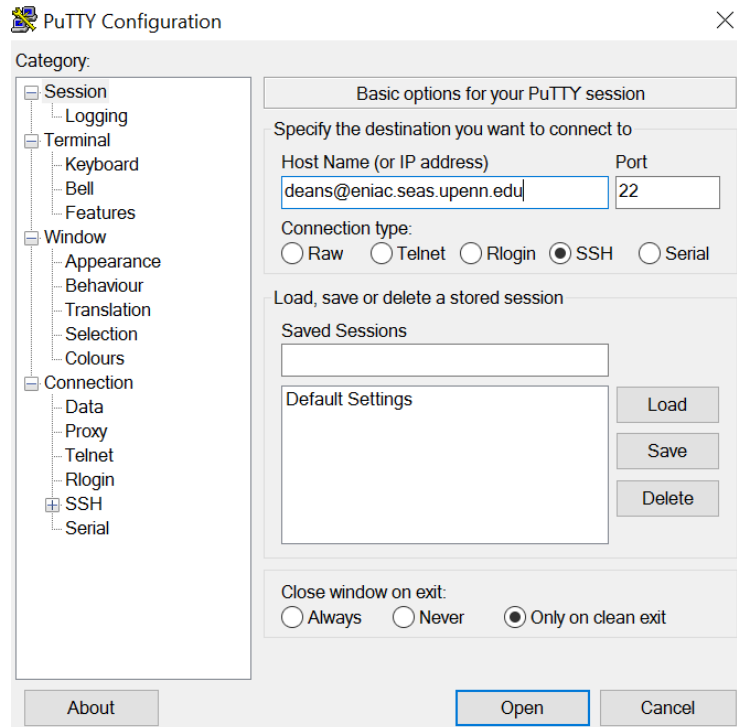 PuTTY Configuration
Category:
Session
Logging
Terminal
Keyboard
Bell
Features
Window
Appearance
Behaviour
Translation
Selection
Colours
Connection
Data
Proxy
Telnet
Rlogin
SSH
Serial
Basic options for your PuTTY session
Specify the destination you want to connect to
Host Name (or IP address) Port
deans@eniac.seas.upenn.edu 22
Connection type:
Raw Telnet Rlogin SSH Serial
Load, save or delete a stored session
Saved Sessions
Default Settings
Load
Save
Delete
Close window on exit:
Always Never Only on clean exit
About Open Cancel